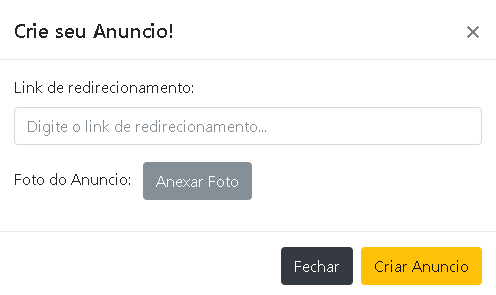 Crie seu Anuncio!
×
Link de redirecionamento:
Digite o link de redirecionamento...
Foto do Anuncio: Anexar Foto
Fechar Criar Anuncio